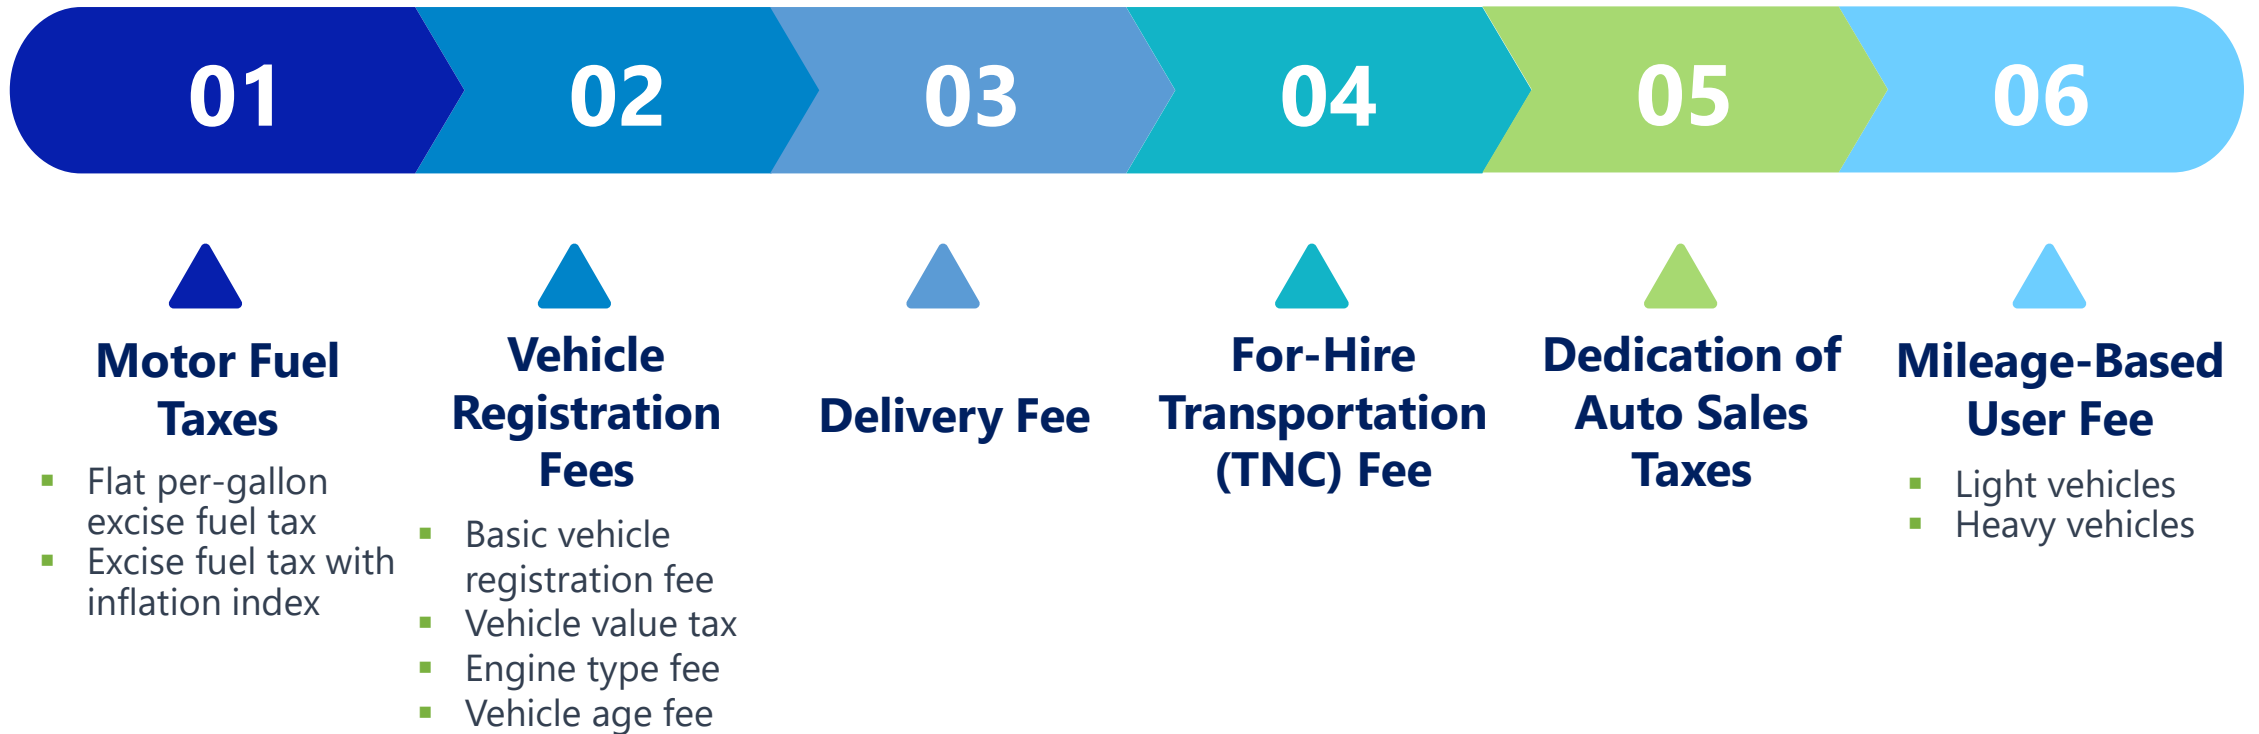 01
02
03
04
05
06
Motor Fuel
Taxes
▪ Flat per-gallon
excise fuel tax
▪ Excise fuel tax with
inflation index
Vehicle
Registration
Fees
▪ Basic vehicle
registration fee
▪ Vehicle value tax
▪ Engine type fee
▪ Vehicle age fee
Delivery Fee
For-Hire
Transportation
(TNC) Fee
Dedication of
Auto Sales
Taxes
Mileage-Based
User Fee
▪ Light vehicles
▪ Heavy vehicles